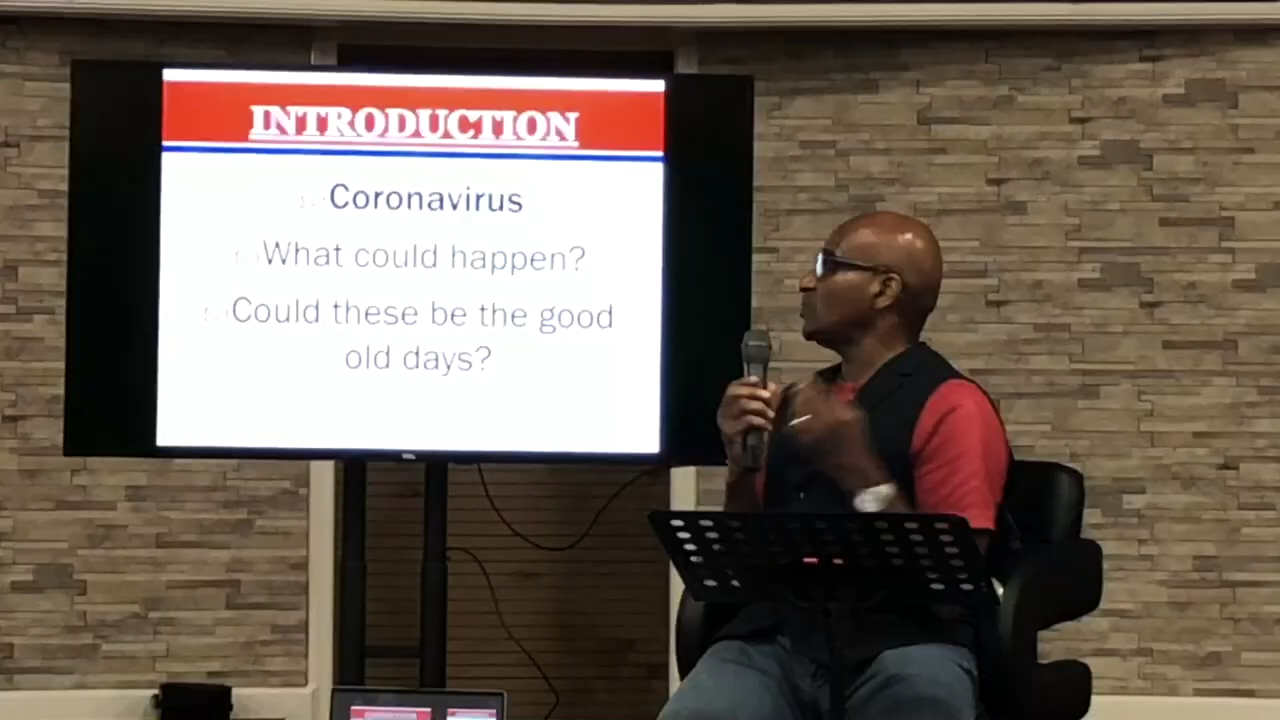 INTRODUCTION
Coronavirus
What could happen?
Could these be the good
old days?